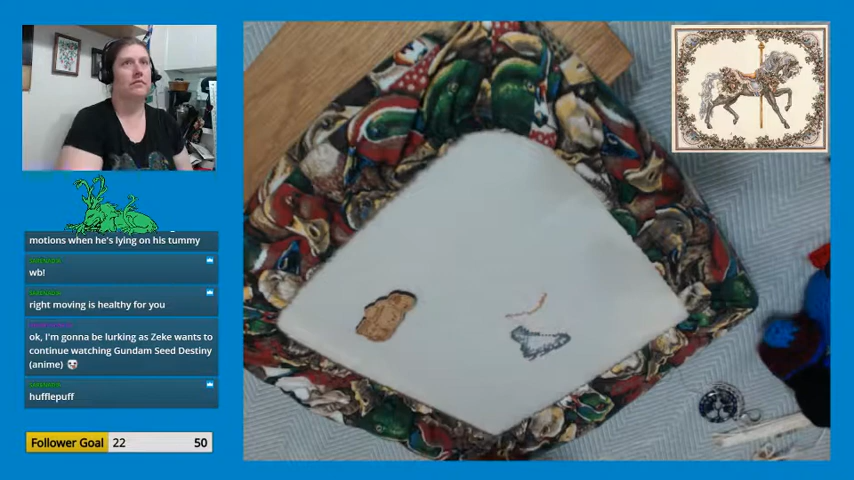 motions when he's lying on his tummy
wb!
right moving is healthy for you
ok, I'm gonna be lurking as Zeke wants to
continue watching Gundam Seed Destiny
(anime)
hufflepuff
Follower Goal 22 50